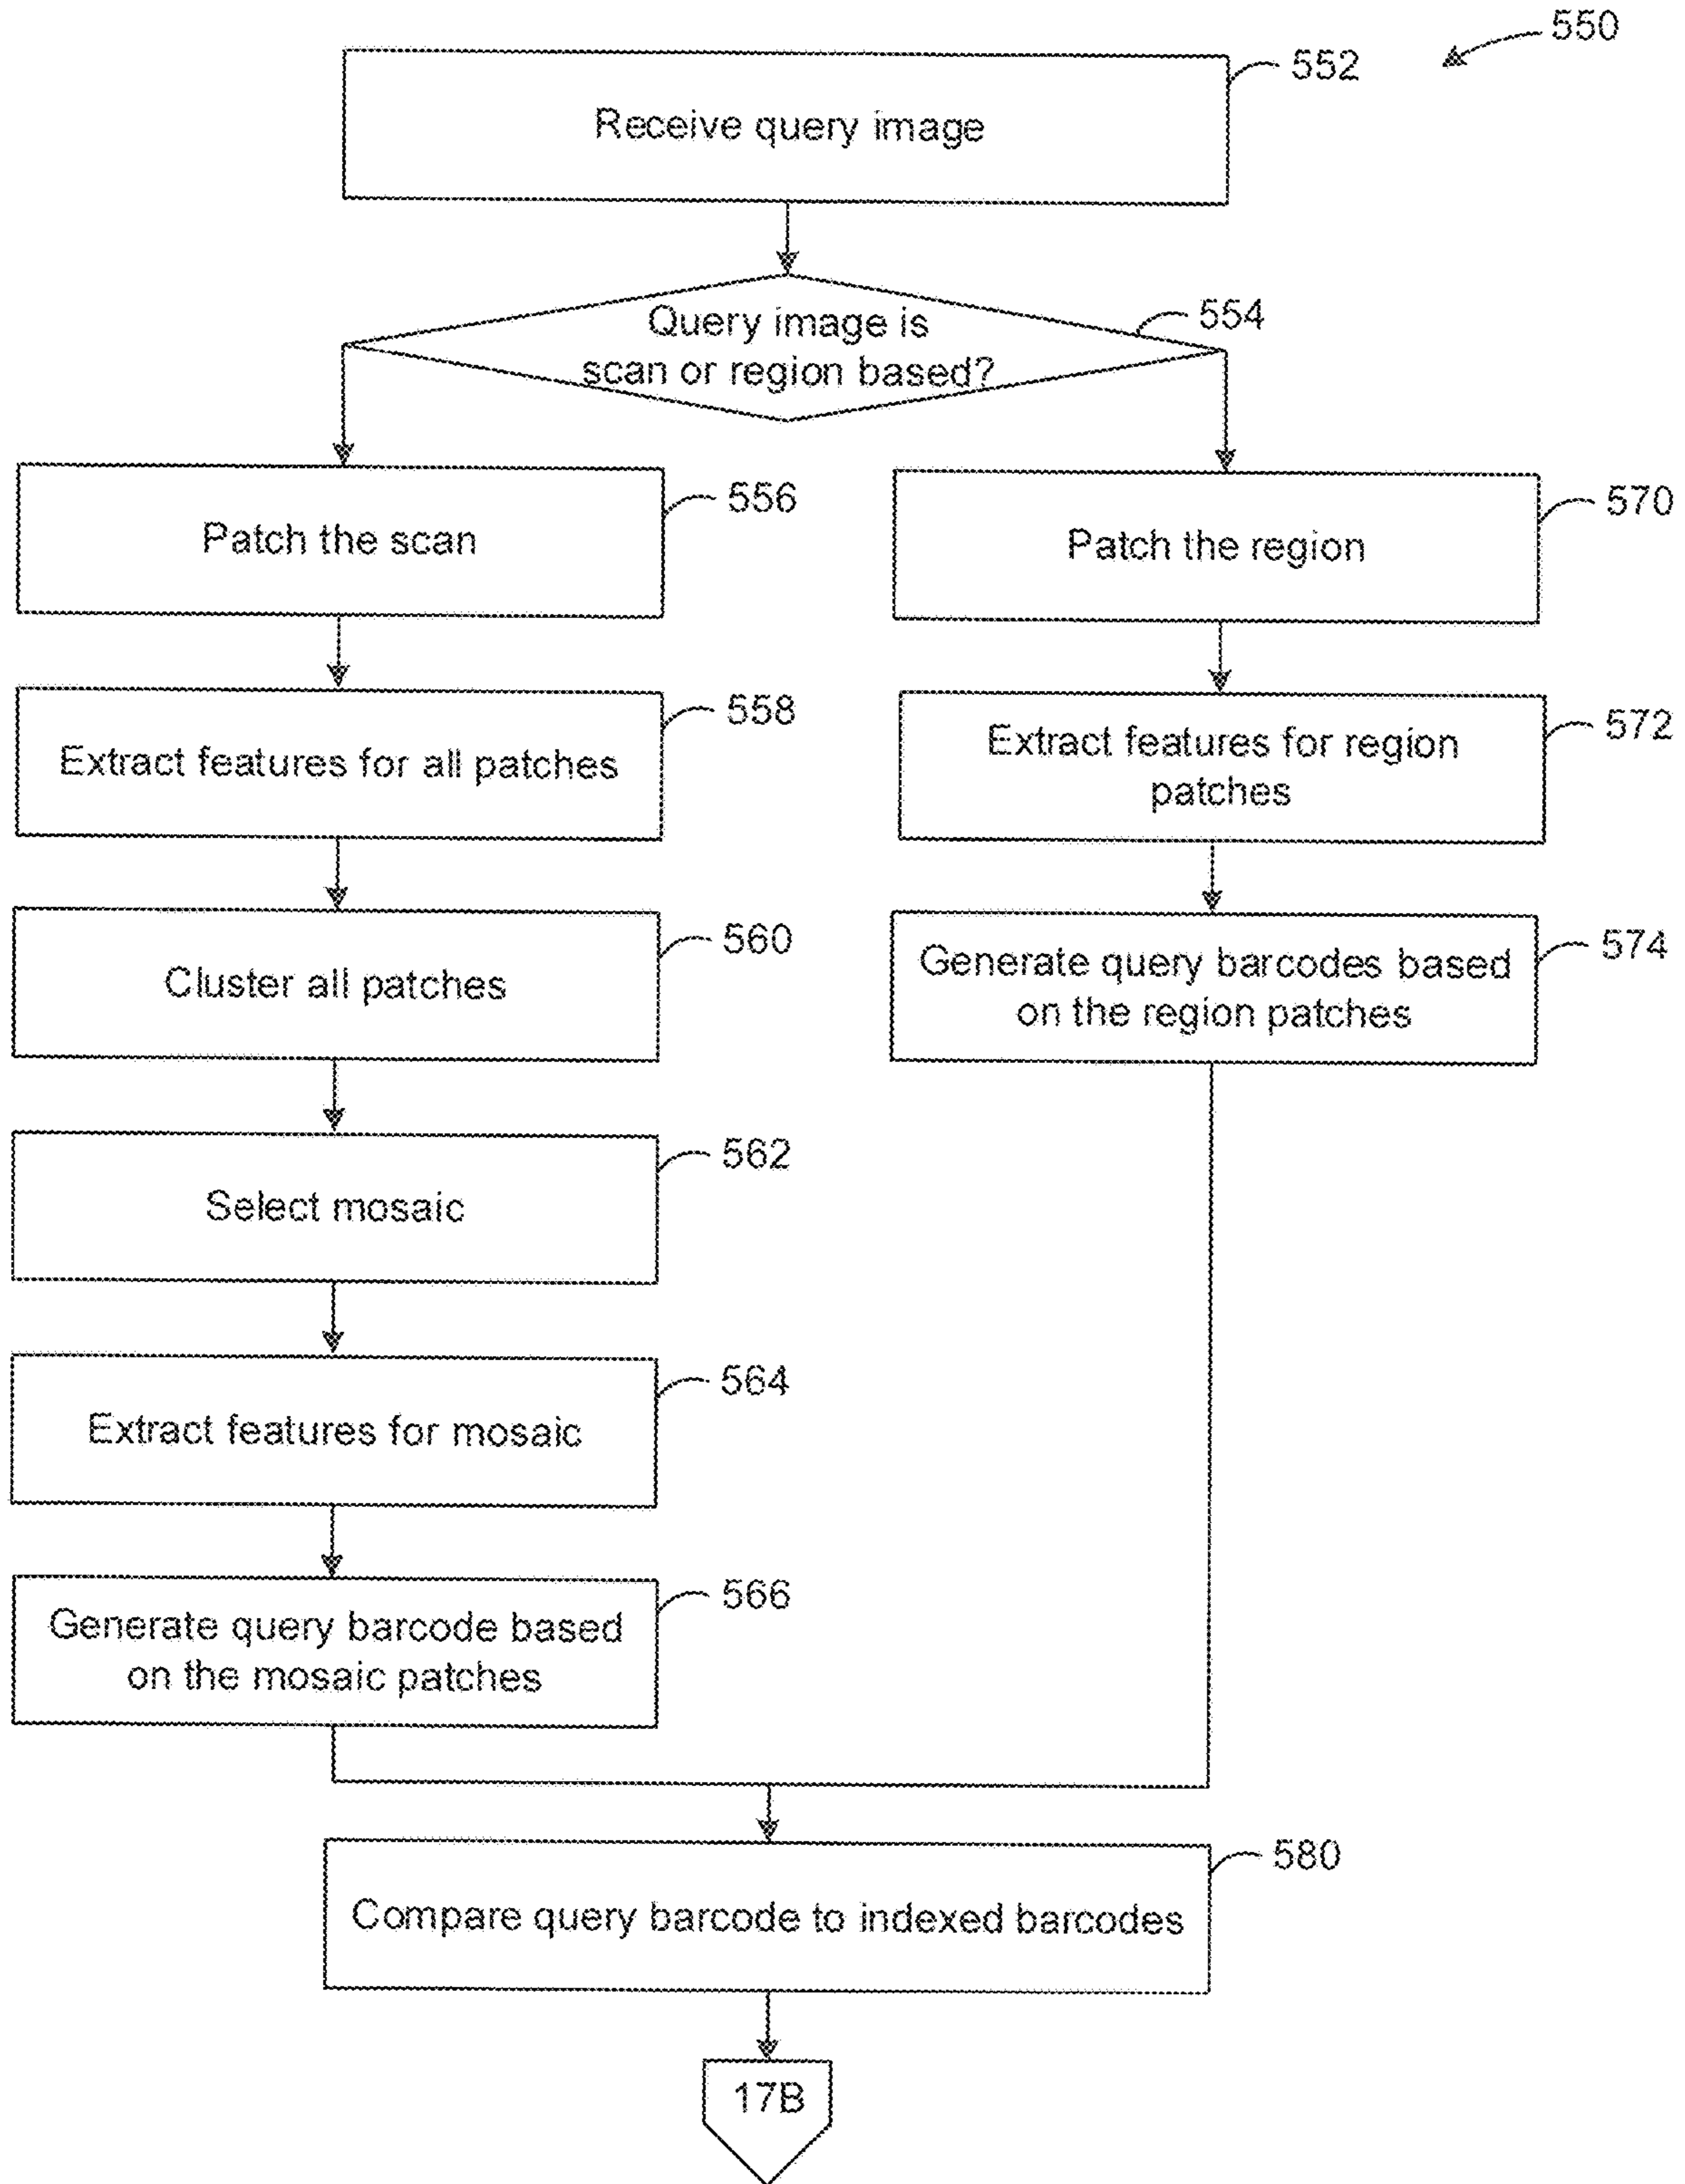 550
552
Receive query image
554
Query image is
scan or region based?
556
Patch the scan
570
Patch the region
558
Extract features for all patches
572
Extract features for region
patches
560
Cluster all patches
574
Generate query barcodes based
on the region patches
562
Select mosaic
564
Extract features for mosaic
566
Generate query barcode based
on the mosaic patches
580
Compare query barcode to indexed barcodes
17B